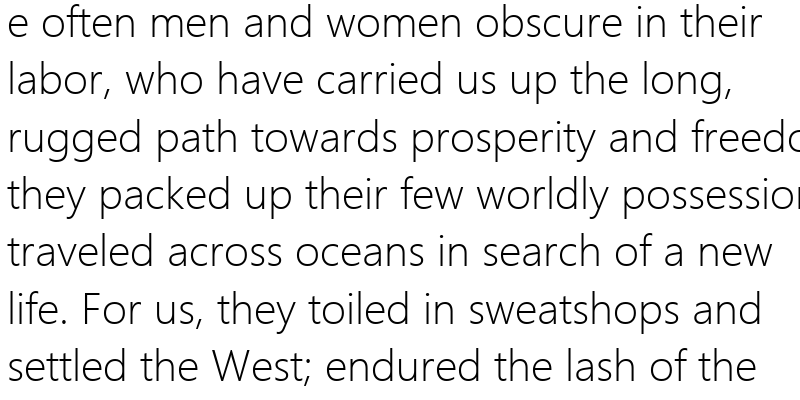 e often men and women obscure in their
labor, who have carried us up the long,
rugged path towards prosperity and freedo
they packed up their few worldly possession
traveled across oceans in search of a new
life. For us, they toiled in sweatshops and
settled the West; endured the lash of the